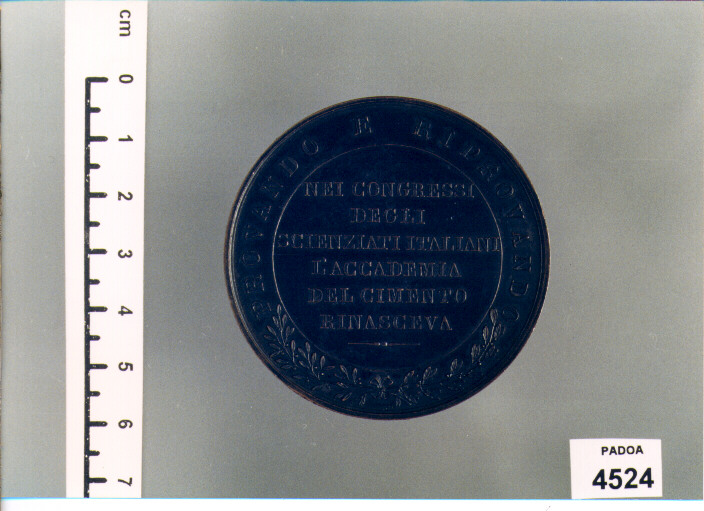 cm
0
1
2
3
4
5
6
7
PROVANDO E RIPROVANDO
NEI CONGRESSI
DEGLI
SCIENZIATI ITALIANI
L'ACCADEMIA
DEL CIMENTO
RINASCEVA
PADOA
4524